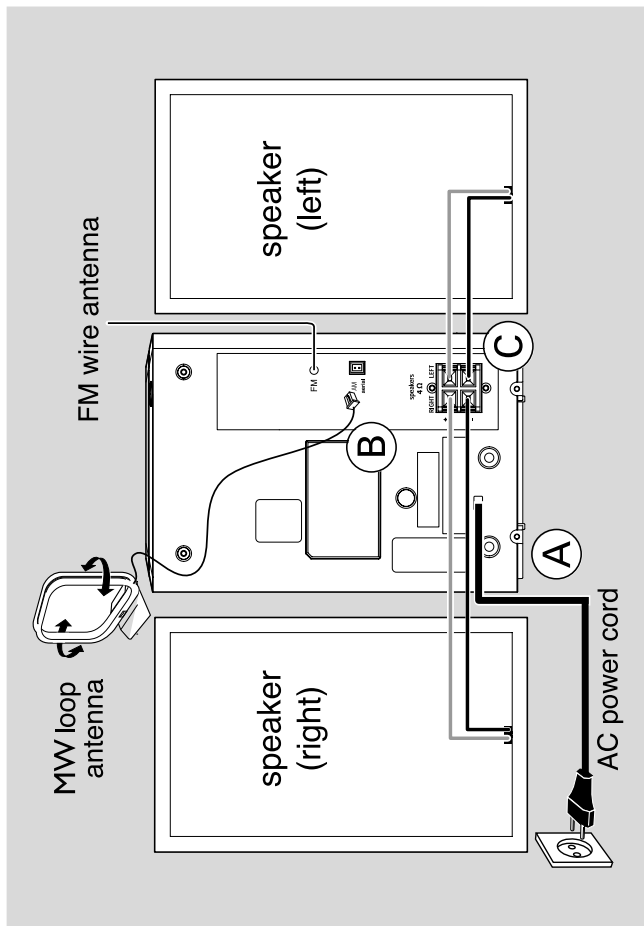 MW loop
antenna
FM wire antenna
speaker
(right)
speaker
(left)
FM
AM
aerial
speakers
4 Ω
RIGHT LEFT
+
-
A
B
C
AC power cord